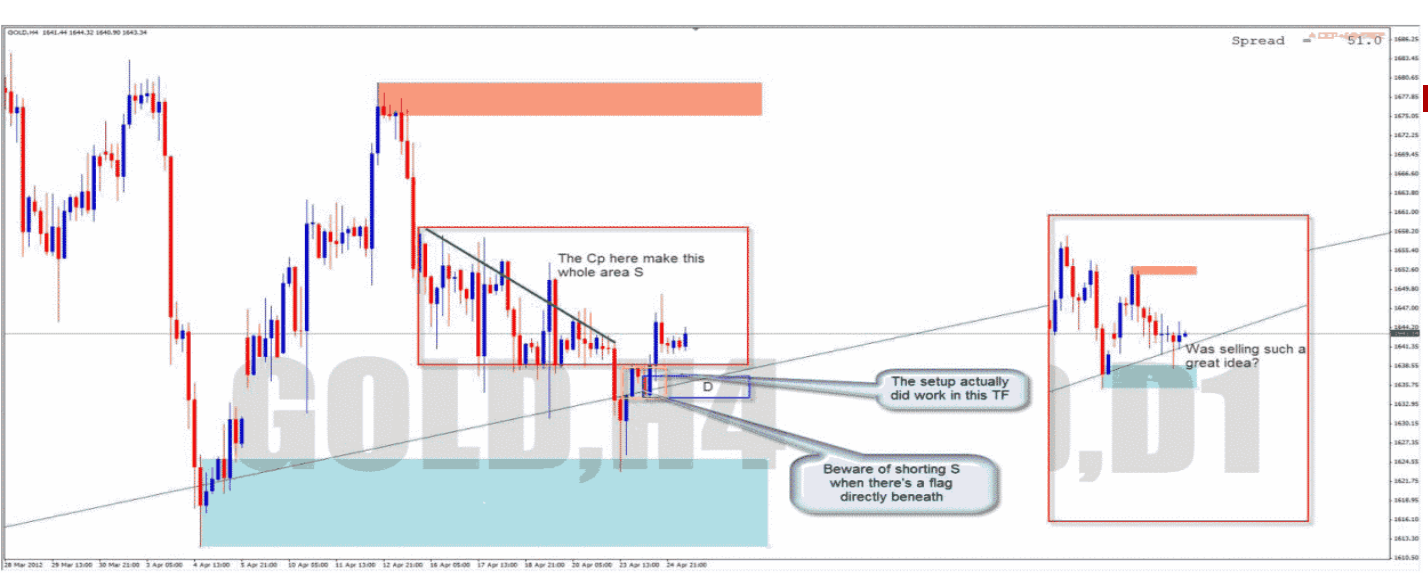 GOLD,H4 1641.44 1644.32 1640.90 1643.34
Spread = 51.0
1686.25
1683.45
1680.65
1677.85
1675.05
1672.25
1669.45
1666.60
1663.80
1661.00
1658.20
1655.40
1652.60
1649.80
1647.00
1644.20
1641.35
1638.55
1635.75
1632.95
1630.15
1627.35
1624.55
1621.75
1618.95
1616.10
1613.30
1610.50
The Cp here make this
whole area S
D
The setup actually
did work in this TF
Beware of shorting S
when there's a flag
directly beneath
Was selling such a
great idea?
GOLD,H4
,D1
28 Mar 2012 29 Mar 13:00 30 Mar 21:00 3 Apr 05:00 4 Apr 13:00 5 Apr 21:00 10 Apr 05:00 11 Apr 13:00 12 Apr 21:00 16 Apr 05:00 17 Apr 13:00 18 Apr 21:00 20 Apr 05:00 23 Apr 13:00 24 Apr 21:00